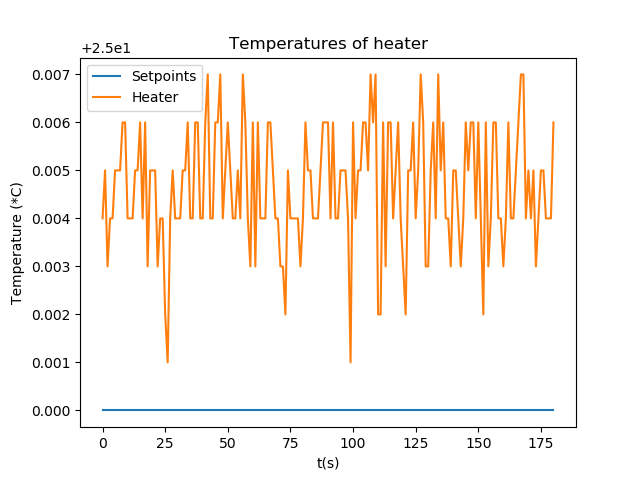 Temperatures of heater
+2.5e1
Setpoints
Heater
0.007
0.006
0.005
0.004
0.003
0.002
0.001
0.000
Temperature (*C)
0 25 50 75 100 125 150 175
t(s)